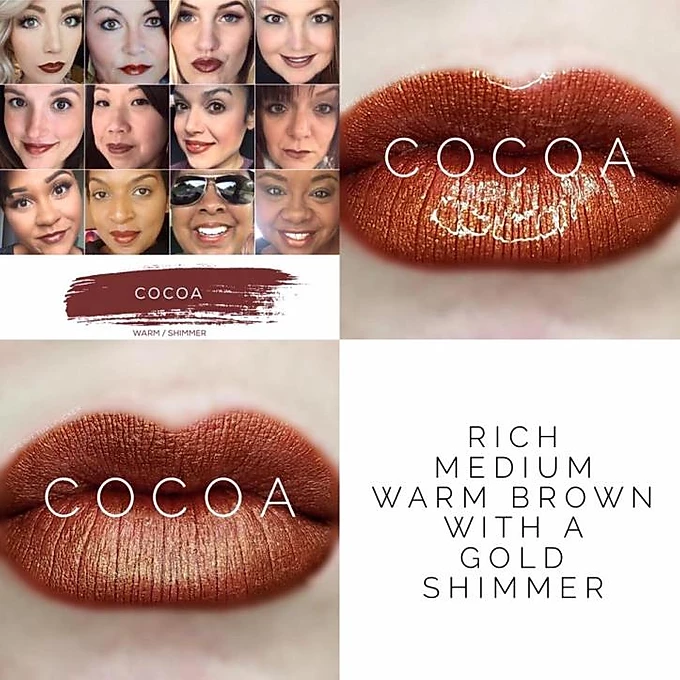 COCOA
WARM / SHIMMER
COCOA
COCOA
RICH
MEDIUM
WARM BROWN
WITH A
GOLD
SHIMMER